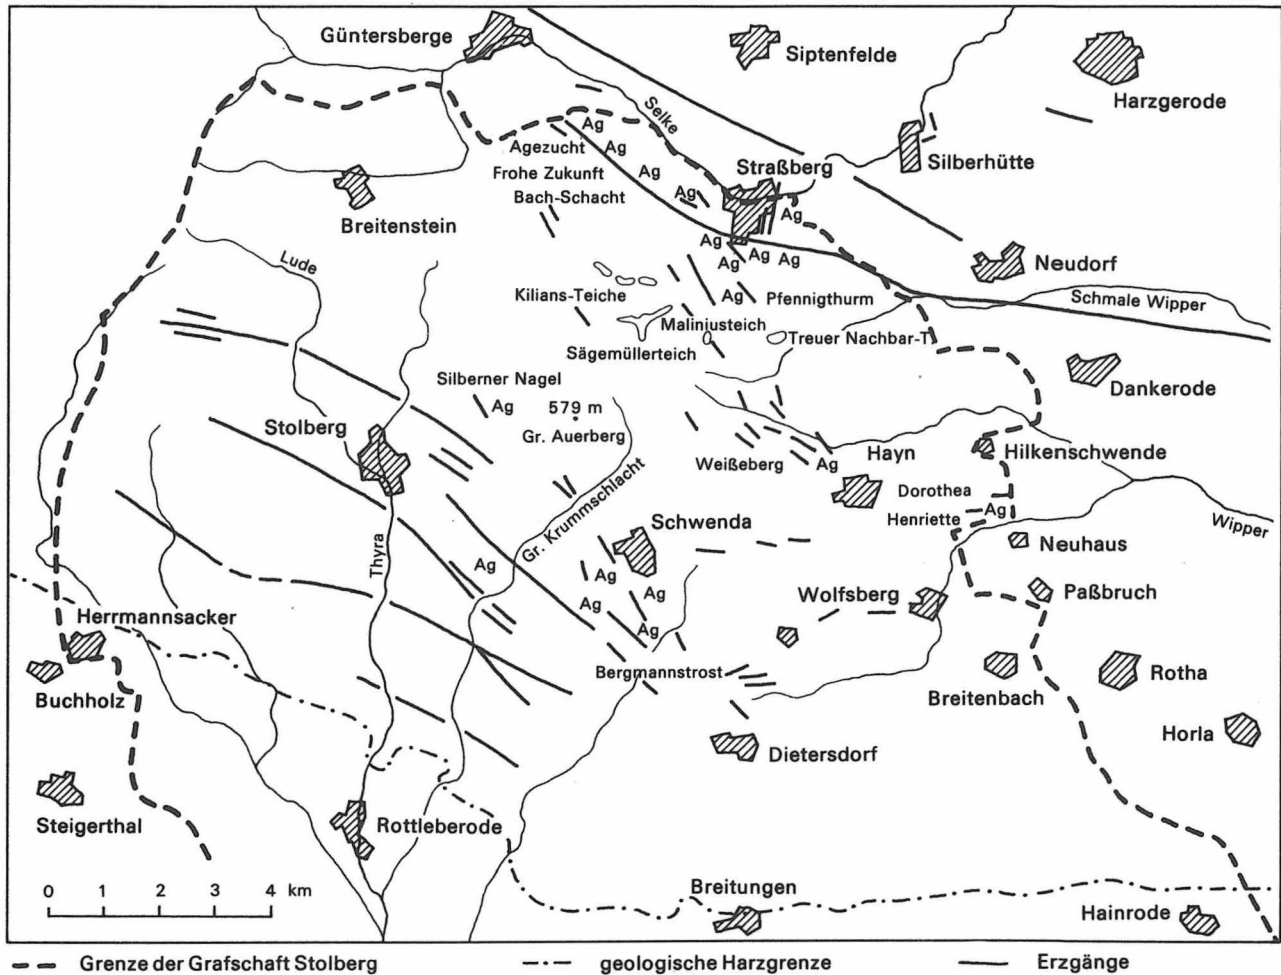 Güntersberge
Siptenfelde
Harzgerode
Selke
Ag
Agezucht
Ag
Silberhütte
Frohe Zukunft
Ag
Straßberg
Bach-Schacht
Ag
Breitenstein
Ag
Lude
Ag
Ag
Ag
Ag
Neudorf
Kilians-Teiche
Ag
Pfennigthurm
Schmale Wipper
Maliniusteich
Sägemüllerteich
Treuer Nachbar-T.
Dankerode
Silberner Nagel
Ag
579 m
Stolberg
Gr. Auerberg
Hayn
Hilkenschwende
Weißeberg
Ag
Dorothea
Gr. Krummschlacht
Henriette
Ag
Wipper
Schwenda
Neuhaus
Thyra
Ag
Ag
Wolfsberg
Paßbruch
Ag
Herrmannsacker
Ag
Bergmannstrost
Buchholz
Breitenbach
Rotha
Horla
Dietersdorf
Steigerthal
Rottleberode
0 1 2 3 4 km
Breitungen
Hainrode
Grenze der Grafschaft Stolberg
geologische Harzgrenze
Erzgänge